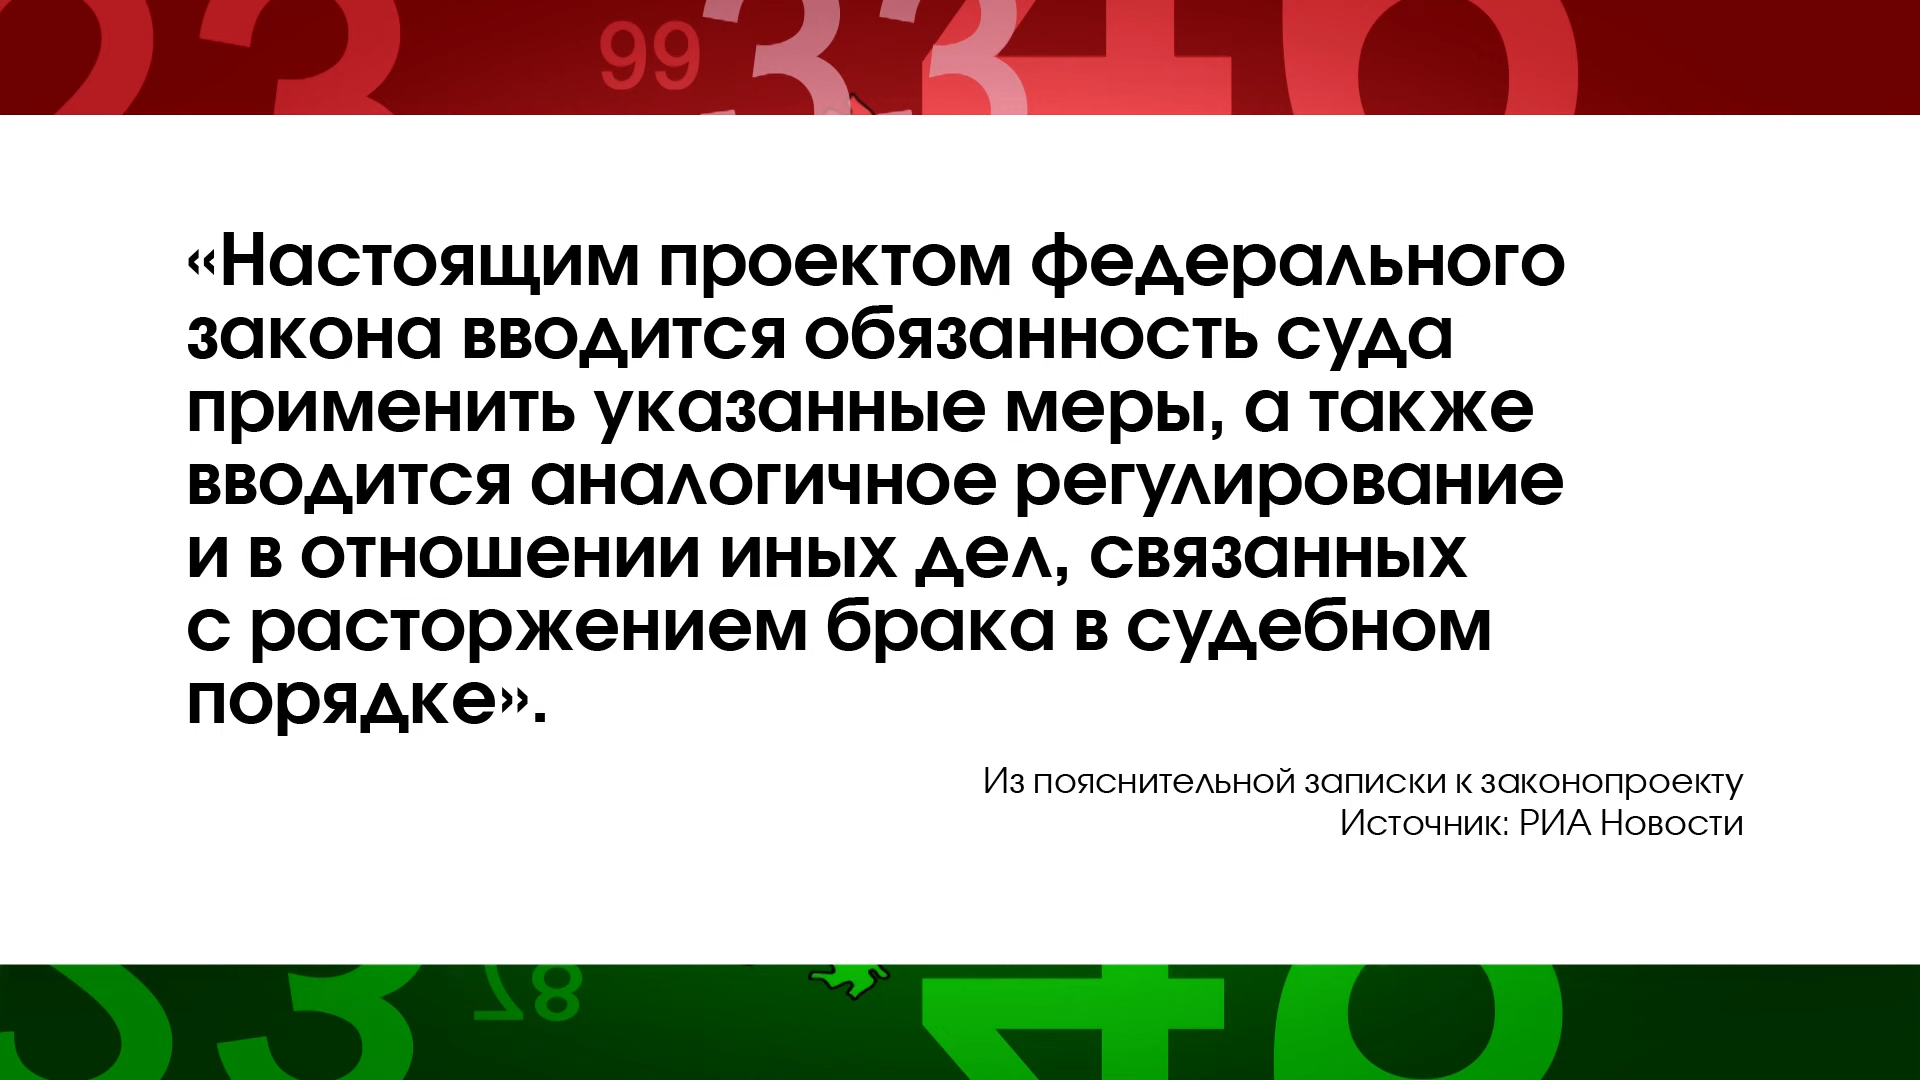 99
«Настоящим проектом федерального
закона вводится обязанность суда
применить указанные меры, а также
вводится аналогичное регулирование
и в отношении иных дел, связанных
с расторжением брака в судебном
порядке».
Из пояснительной записки к законопроекту
Источник: РИА Новости